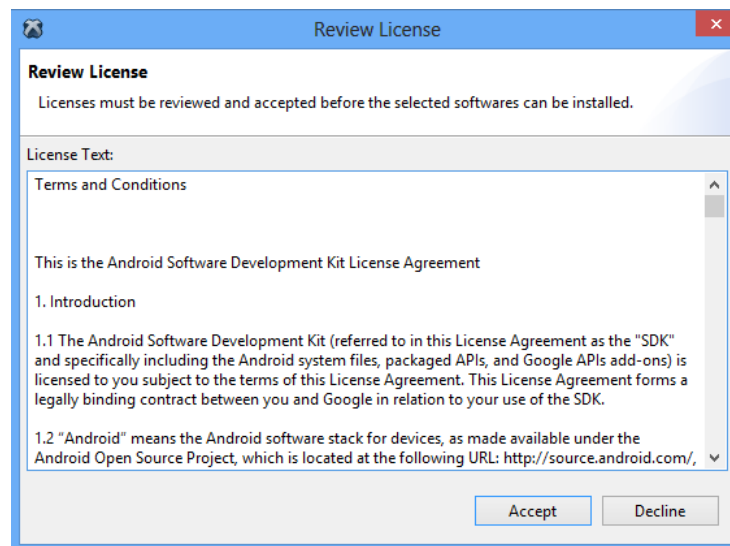 Review License
Review License
Licenses must be reviewed and accepted before the selected softwares can be installed.
License Text:
Terms and Conditions
This is the Android Software Development Kit License Agreement
1. Introduction
1.1 The Android Software Development Kit (referred to in this License Agreement as the "SDK"
and specifically including the Android system files, packaged APIs, and Google APIs add-ons) is
licensed to you subject to the terms of this License Agreement. This License Agreement forms a
legally binding contract between you and Google in relation to your use of the SDK.
1.2 “Android” means the Android software stack for devices, as made available under the
Android Open Source Project, which is located at the following URL: http://source.android.com/,
Accept Decline